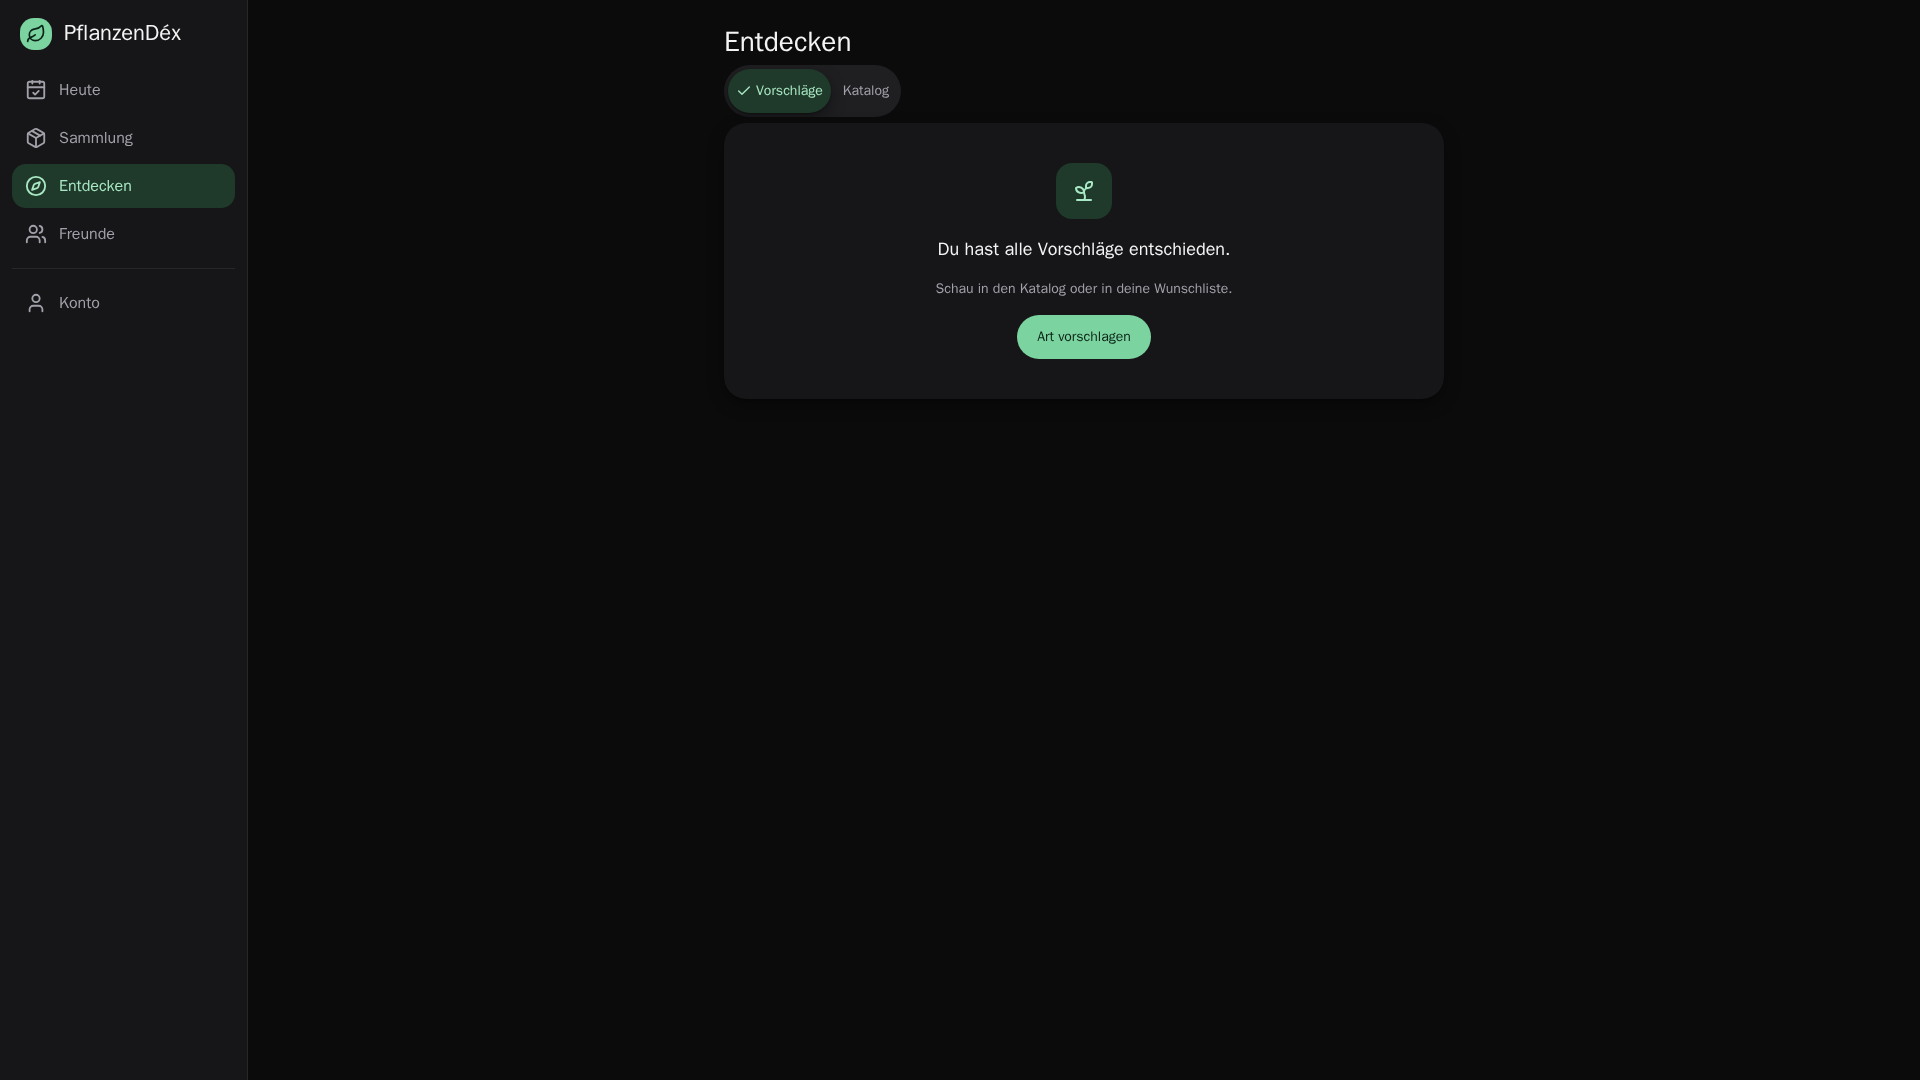 PflanzenDéx
Heute
Sammlung
Entdecken
Freunde
Konto
Entdecken
Vorschläge
Katalog
Du hast alle Vorschläge entschieden.
Schau in den Katalog oder in deine Wunschliste.
Art vorschlagen